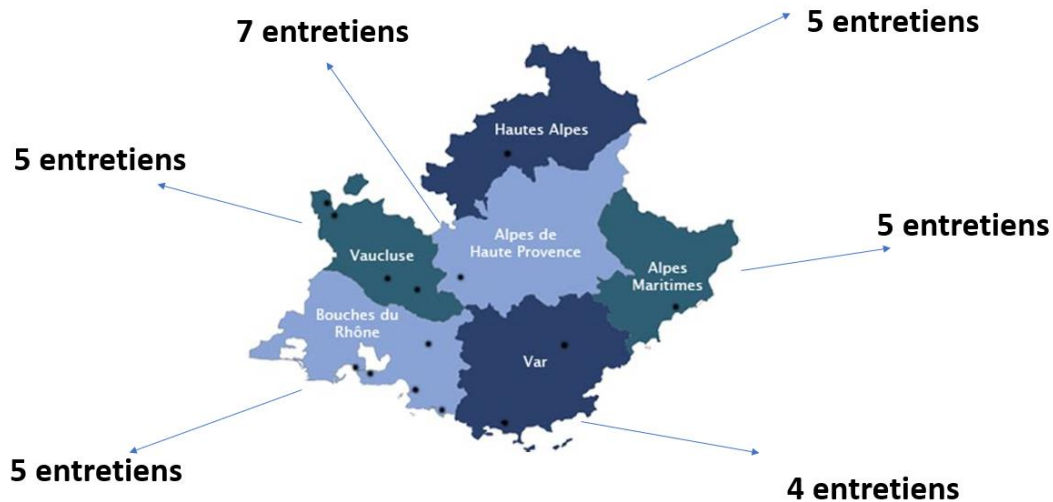 5 entretiens
7 entretiens
Hautes Alpes
5 entretiens
5 entretiens
Alpes de
Haute Provence
Vaucluse
Alpes
Maritimes
Bouches du
Rhône
Var
5 entretiens
4 entretiens